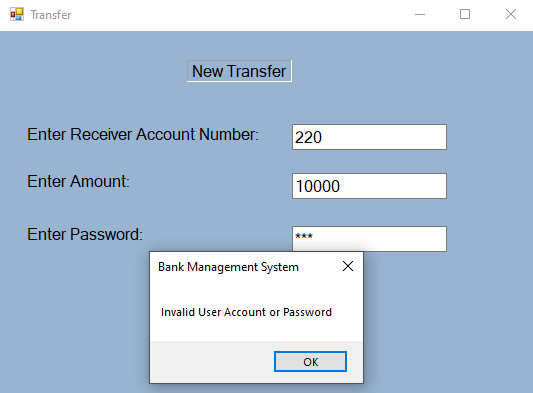 Transfer
New Transfer
Enter Receiver Account Number:
220
Enter Amount:
10000
Enter Password:
***
Bank Management System
Invalid User Account or Password
OK